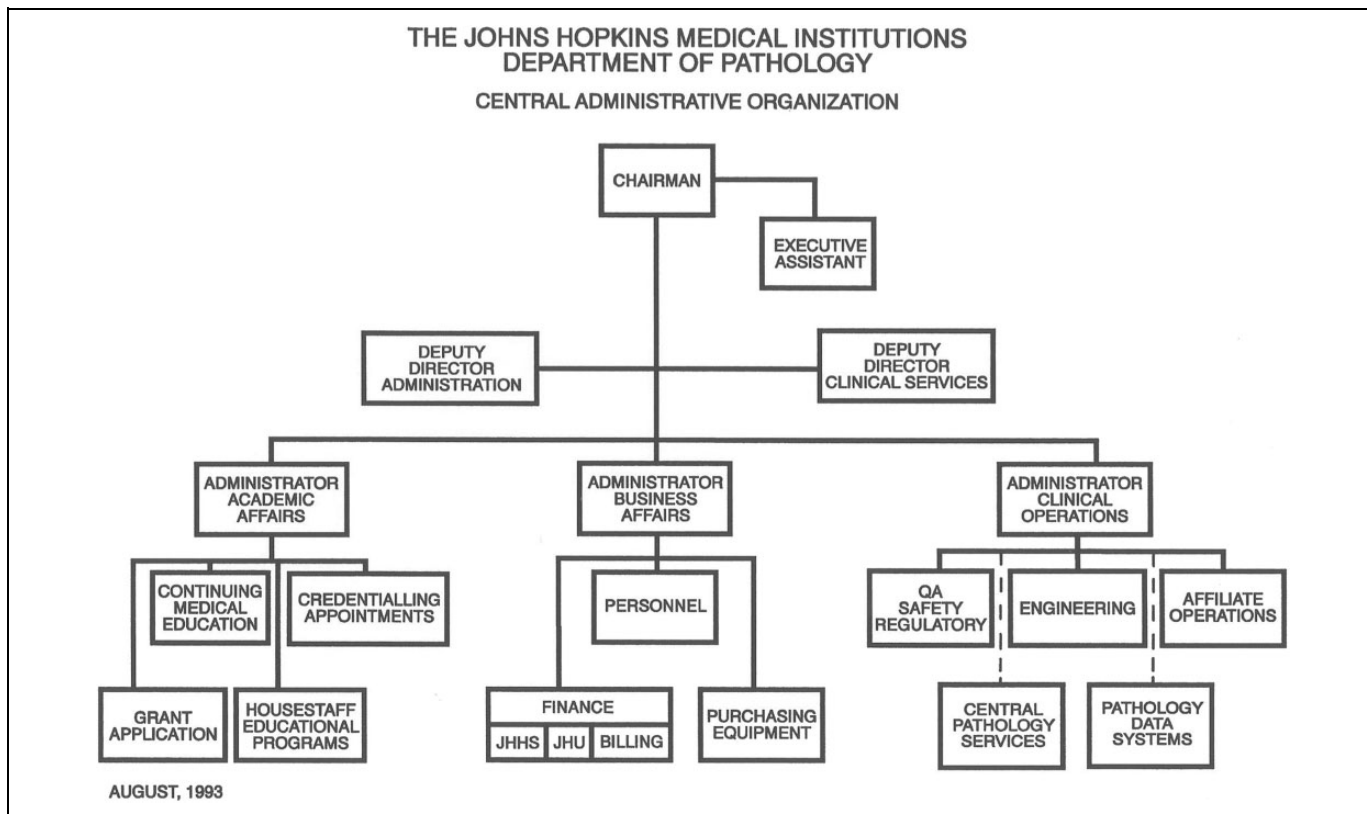 THE JOHNS HOPKINS MEDICAL INSTITUTIONS
DEPARTMENT OF PATHOLOGY
CENTRAL ADMINISTRATIVE ORGANIZATION
CHAIRMAN
EXECUTIVE
ASSISTANT
DEPUTY
DIRECTOR
ADMINISTRATION
DEPUTY
DIRECTOR
CLINICAL SERVICES
ADMINISTRATOR
ACADEMIC
AFFAIRS
ADMINISTRATOR
BUSINESS
AFFAIRS
ADMINISTRATOR
CLINICAL
OPERATIONS
CONTINUING
MEDICAL
EDUCATION
CREDENTIALLING
APPOINTMENTS
PERSONNEL
QA
SAFETY
REGULATORY
ENGINEERING
AFFILIATE
OPERATIONS
GRANT
APPLICATION
HOUSESTAFF
EDUCATIONAL
PROGRAMS
FINANCE
JHHS
JHU
BILLING
PURCHASING
EQUIPMENT
CENTRAL
PATHOLOGY
SERVICES
PATHOLOGY
DATA
SYSTEMS
AUGUST, 1993